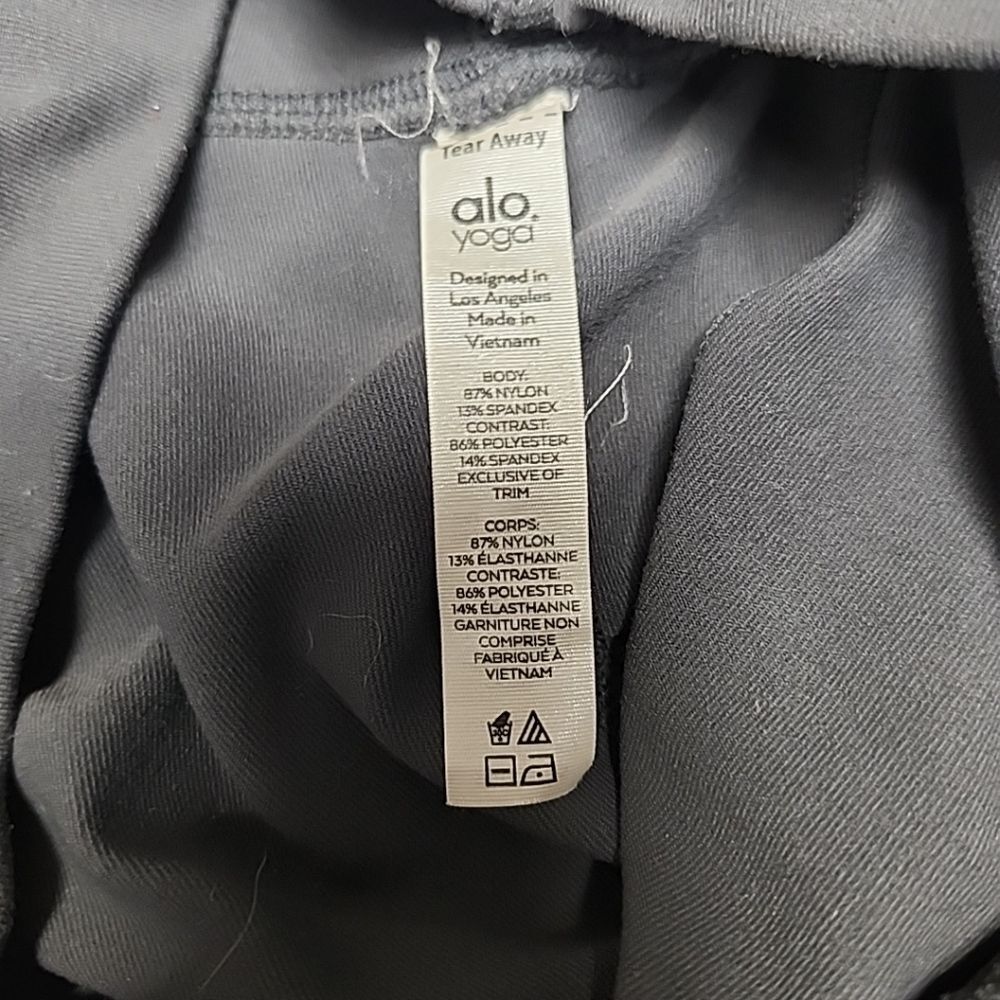 Tear Away
alo.
yoga
Designed in
Los Angeles
Made in
Vietnam
BODY:
87% NYLON
13% SPANDEX
CONTRAST:
86% POLYESTER
14% SPANDEX
EXCLUSIVE OF
TRIM
CORPS:
87% NYLON
13% ÉLASTHANNE
CONTRASTE:
86% POLYESTER
14% ÉLASTHANNE
GARNITURE NON
COMPRISE
FABRIQUÉ À
VIETNAM